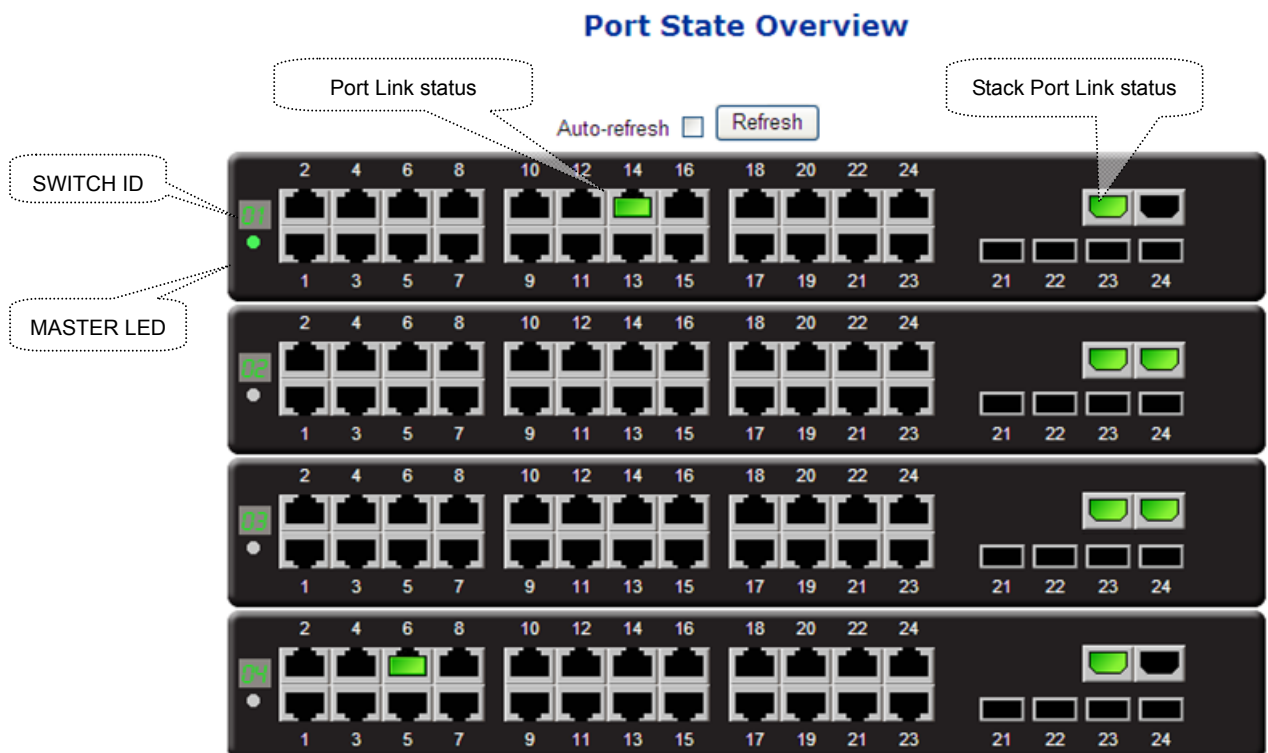 Port State Overview
Port Link status
Stack Port Link status
Auto-refresh Refresh
SWITCH ID
MASTER LED
2 4 6 8 10 12 14 16 18 20 22 24
01
1 3 5 7 9 11 13 15 17 19 21 23 21 22 23 24
2 4 6 8 10 12 14 16 18 20 22 24
02
1 3 5 7 9 11 13 15 17 19 21 23 21 22 23 24
2 4 6 8 10 12 14 16 18 20 22 24
03
1 3 5 7 9 11 13 15 17 19 21 23 21 22 23 24
2 4 6 8 10 12 14 16 18 20 22 24
04
1 3 5 7 9 11 13 15 17 19 21 23 21 22 23 24